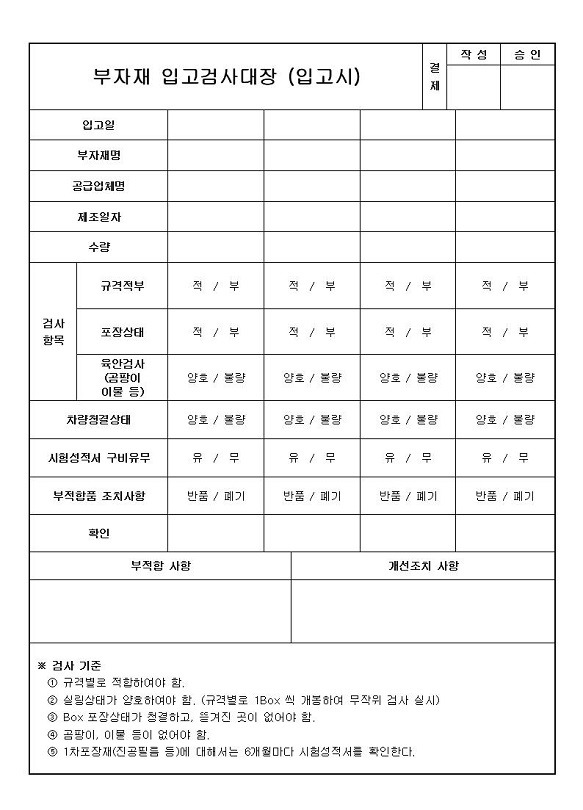 부자재 입고검사대장 (입고시)
결제
작 성 승 인
입고일
부자재명
공급업체명
제조일자
수량
검사항목
규격적부 적 / 부 적 / 부 적 / 부 적 / 부
포장상태 적 / 부 적 / 부 적 / 부 적 / 부
육안검사
(곰팡이
이물 등)
양호 / 불량 양호 / 불량 양호 / 불량 양호 / 불량
차량청결상태 양호 / 불량 양호 / 불량 양호 / 불량 양호 / 불량
시험성적서 구비유무 유 / 무 유 / 무 유 / 무 유 / 무
부적합품 조치사항 반품 / 폐기 반품 / 폐기 반품 / 폐기 반품 / 폐기
확인
부적합 사항 개선조치 사항
※ 검사 기준
① 규격별로 적합하여야 함.
② 실링상태가 양호하여야 함. (규격별로 1Box 씩 개봉하여 무작위 검사 실시)
③ Box 포장상태가 청결하고, 뜯겨진 곳이 없어야 함.
④ 곰팡이, 이물 등이 없어야 함.
⑤ 1차포장재(진공필름 등)에 대해서는 6개월마다 시험성적서를 확인한다.